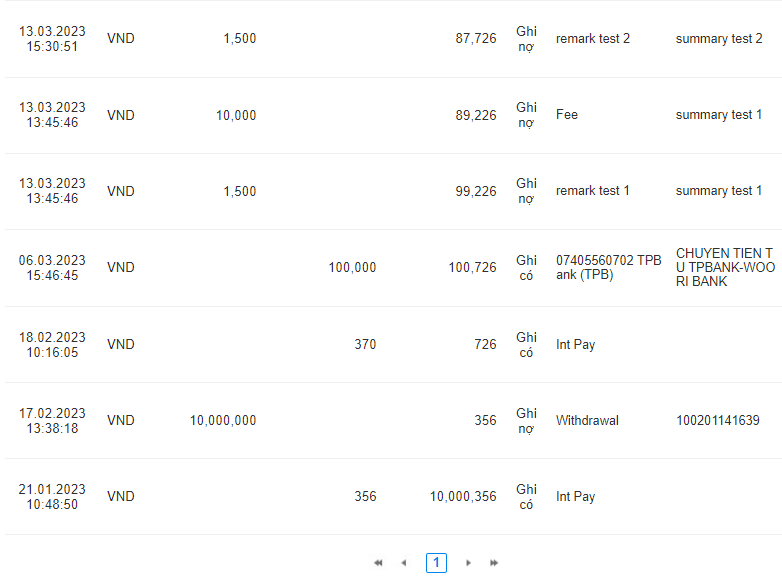 13.03.2023
15:30:51 VND 1,500 87,726 Ghi
nợ remark test 2 summary test 2
13.03.2023
13:45:46 VND 10,000 89,226 Ghi
nợ Fee summary test 1
13.03.2023
13:45:46 VND 1,500 99,226 Ghi
nợ remark test 1 summary test 1
06.03.2023
15:46:45 VND 100,000 100,726 Ghi
có 07405560702 TPB
ank (TPB) CHUYEN TIEN T
U TPBANK-WOO
RI BANK
18.02.2023
10:16:05 VND 370 726 Ghi
có Int Pay
17.02.2023
13:38:18 VND 10,000,000 356 Ghi
nợ Withdrawal 100201141639
21.01.2023
10:48:50 VND 356 10,000,356 Ghi
có Int Pay
1